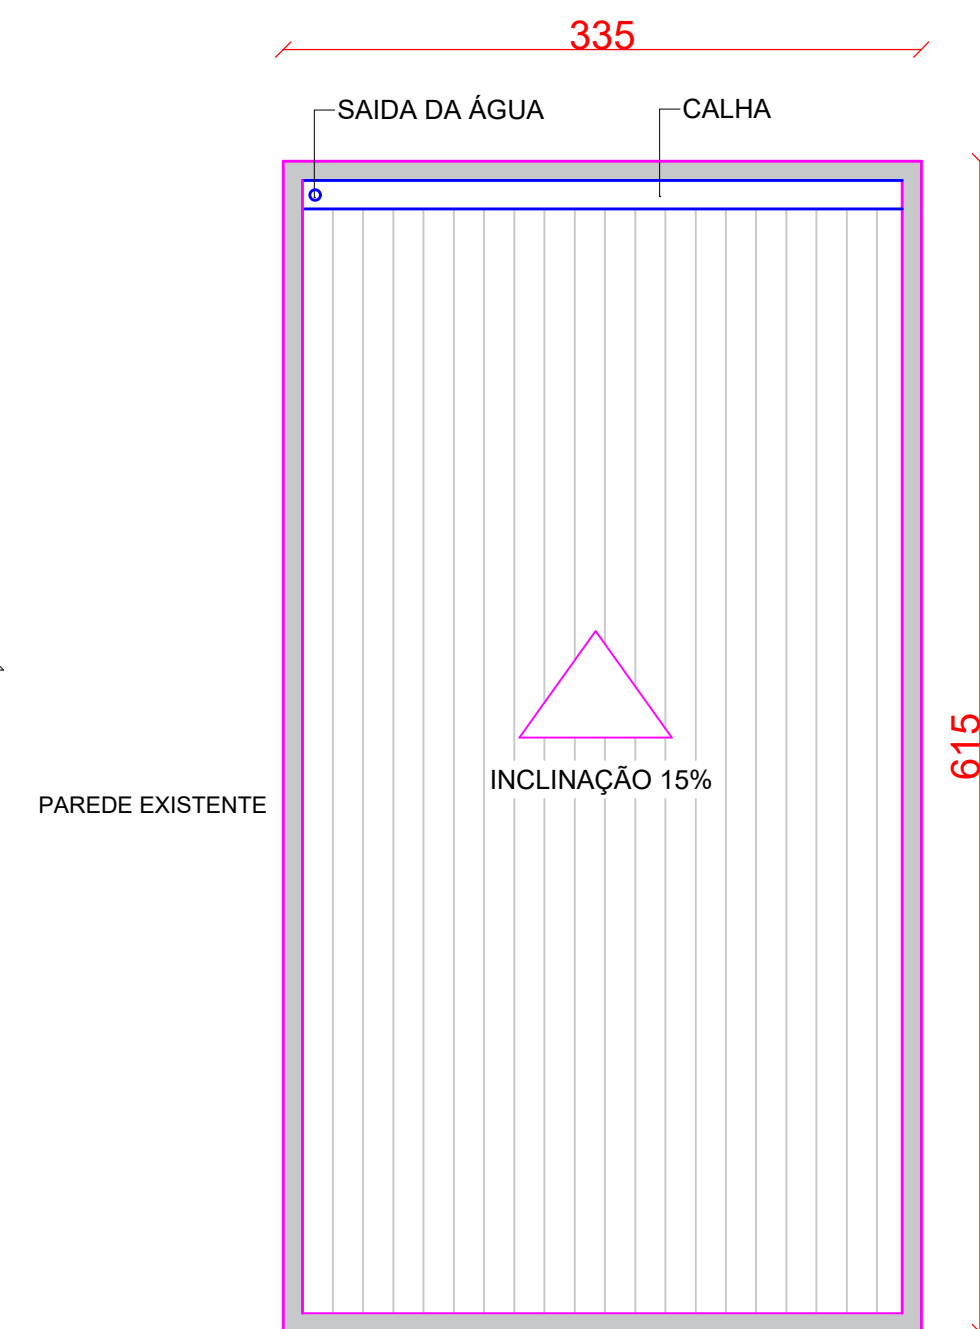 335
SAIDA DA ÁGUA
CALHA
615
INCLINAÇÃO 15%
PAREDE EXISTENTE